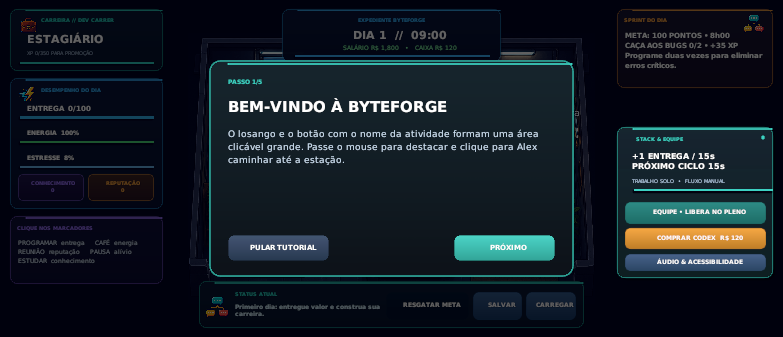 CARREIRA // DEV CARRER
ESTAGIÁRIO
XP 0/200 PARA PROMOÇÃO
DESEMPENHO DO DIA
ENTREGA 0/100
ENERGIA 100%
ESTRESSE 8%
CONHECIMENTO
0
REPUTAÇÃO
0
CLIQUE NOS MARCADORES
PROGRAMAR entrega CAFÉ energia
REUNIÃO reputação PAUSA alívio
ESTUDAR conhecimento
EXPEDIENTE BYTEFORGE
DIA 1 // 09:00
SALÁRIO R$ 1,800 • CAIXA R$ 120
PASSO 1/5
BEM-VINDO À BYTEFORGE
O losango e o botão com o nome da atividade formam uma área
clicável grande. Passe o mouse para destacar e clique para Alex
caminhar até a estação.
PULAR TUTORIAL
PRÓXIMO
STATUS ATUAL
Primeiro dia: entregue valor e construa sua
carreira.
RESGATAR META
SALVAR
CARREGAR
SPRINT DO DIA
META: 100 PONTOS • 8h00
CAÇA AOS BUGS 0/2 • +35 XP
Programe duas vezes para eliminar
erros críticos.
STACK & EQUIPE
+1 ENTREGA / 15s
PRÓXIMO CICLO 15s
TRABALHO SOLO • FLUXO MANUAL
EQUIPE • LIBERA NO PLENO
COMPRAR CODEX R$ 120
ÁUDIO & ACESSIBILIDADE